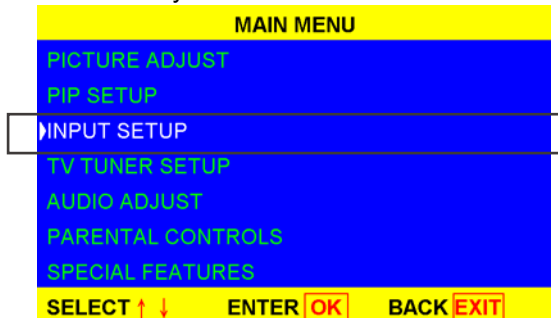 MAIN MENU
PICTURE ADJUST
PIP SETUP
INPUT SETUP
TV TUNER SETUP
AUDIO ADJUST
PARENTAL CONTROLS
SPECIAL FEATURES
SELECT ↑ ↓ ENTER OK BACK EXIT